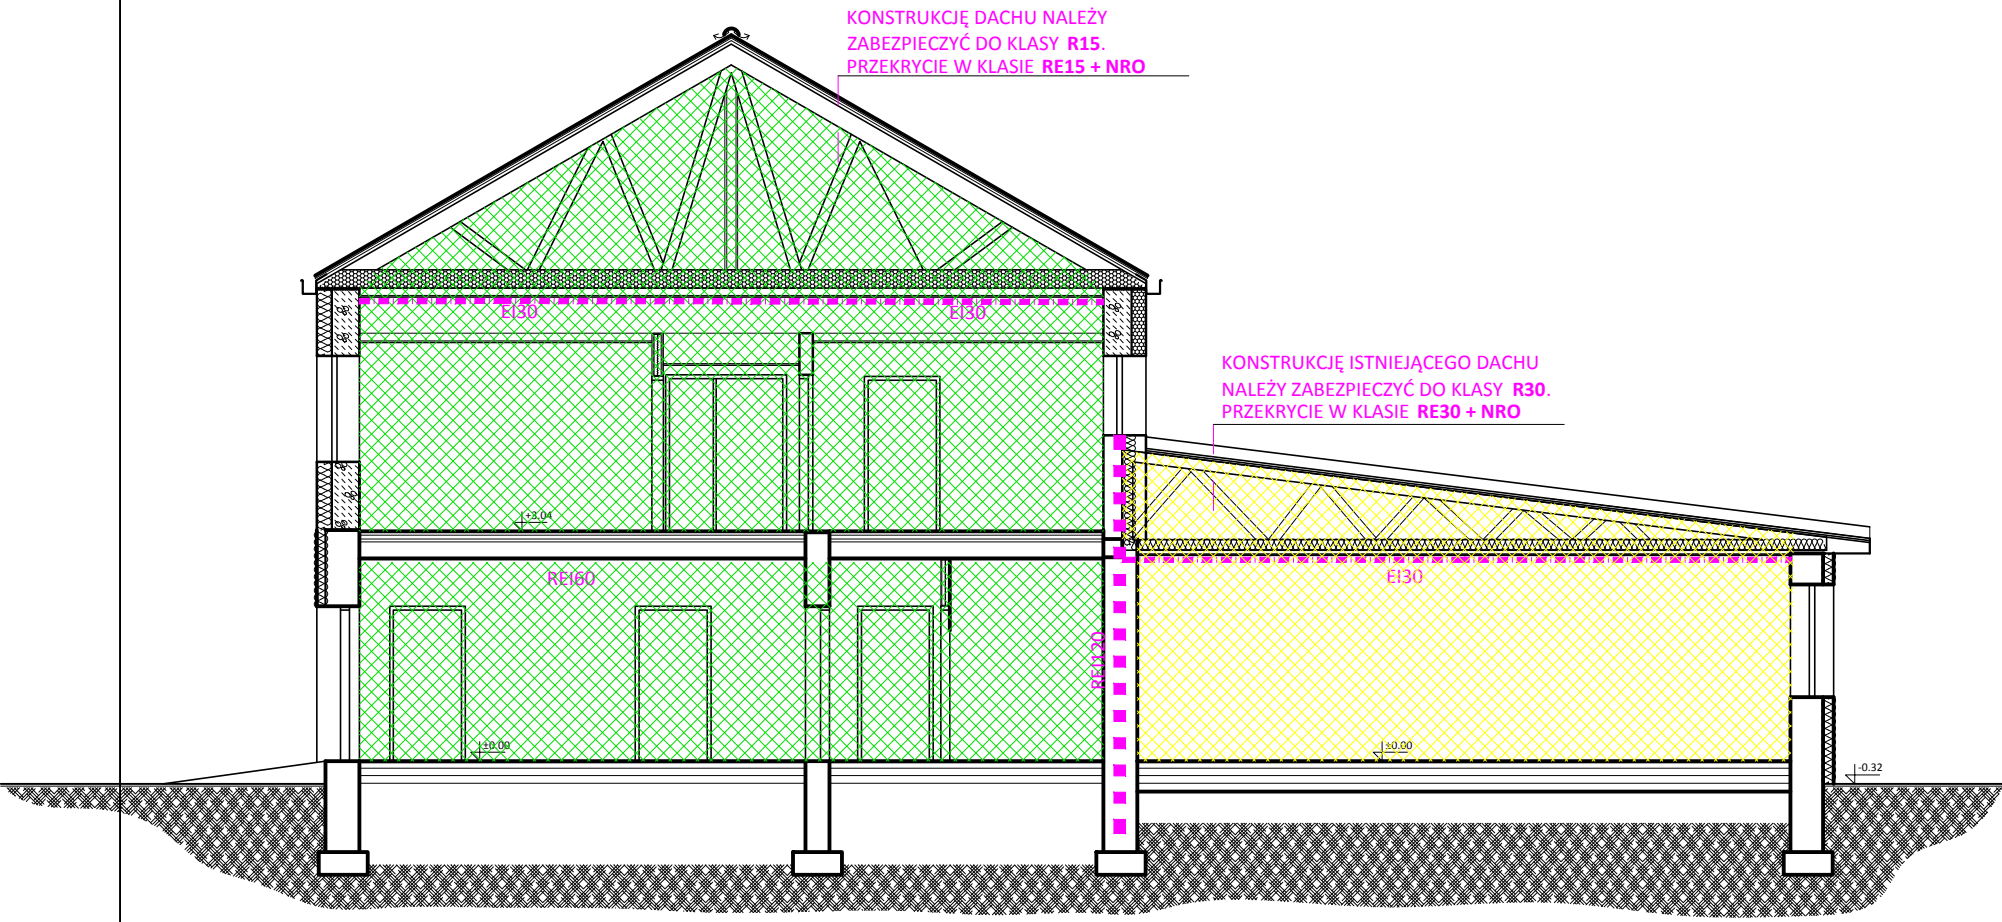 KONSTRUKCJĘ DACHU NALEŻY
ZABEZPIECZYĆ DO KLASY R15.
PRZEKRYCIE W KLASIE RE15 + NRO
EI30
EI30
KONSTRUKCJĘ ISTNIEJĄCEGO DACHU
NALEŻY ZABEZPIECZYĆ DO KLASY R30.
PRZEKRYCIE W KLASIE RE30 + NRO
+3.04
REI60
EI30
REI120
±0.00
±0.00
-0.32